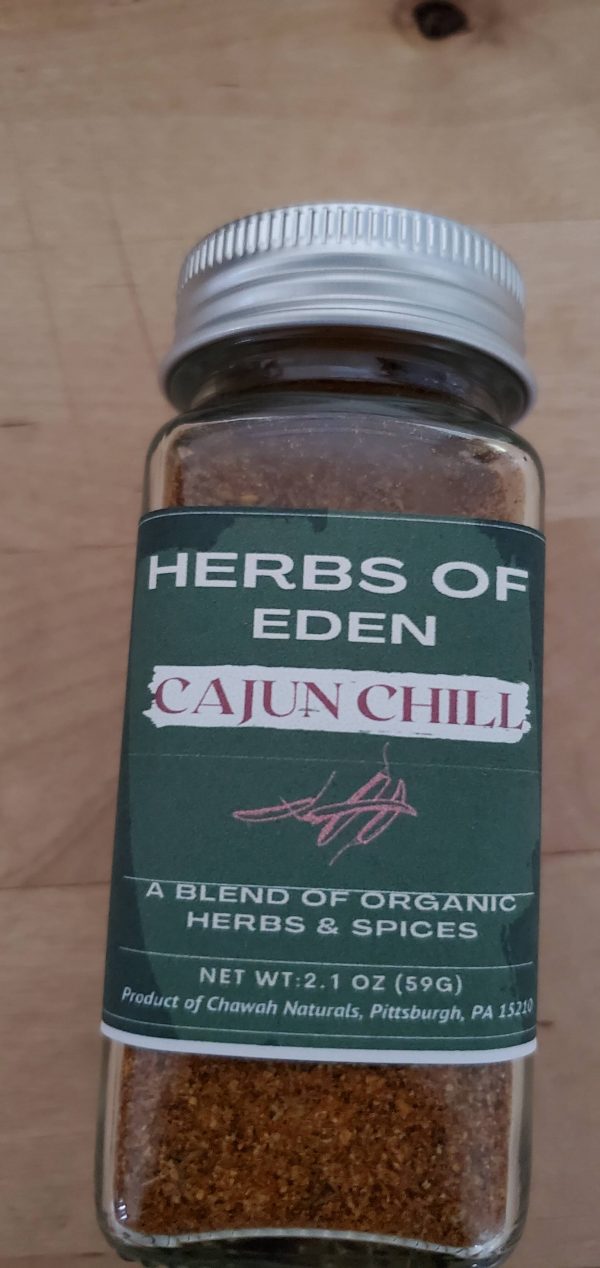 HERBS OF
EDEN
CAJUN CHILL
A BLEND OF ORGANIC
HERBS & SPICES
NET WT:2.1 OZ (59G)
Product of Chawah Naturals, Pittsburgh, PA 15210